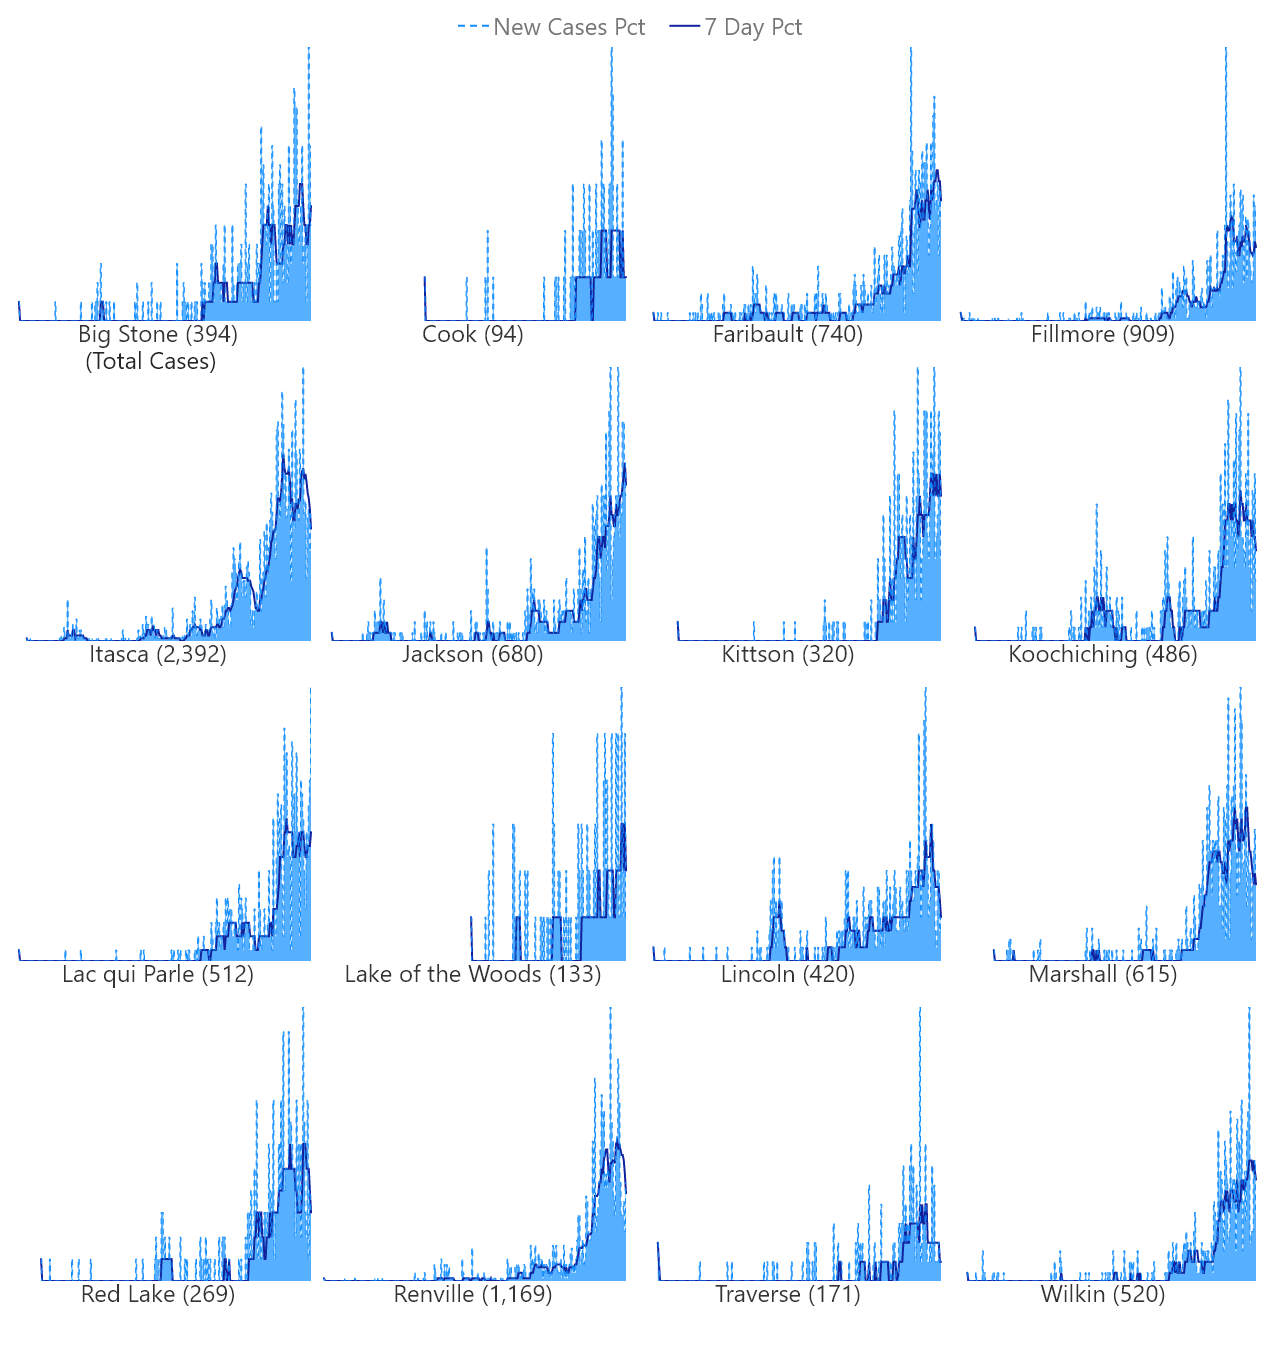 New Cases Pct 7 Day Pct
Big Stone (394) Cook (94) Faribault (740) Fillmore (909)
(Total Cases)
Itasca (2,392) Jackson (680) Kittson (320) Koochiching (486)
Lac qui Parle (512) Lake of the Woods (133) Lincoln (420) Marshall (615)
Red Lake (269) Renville (1,169) Traverse (171) Wilkin (520)